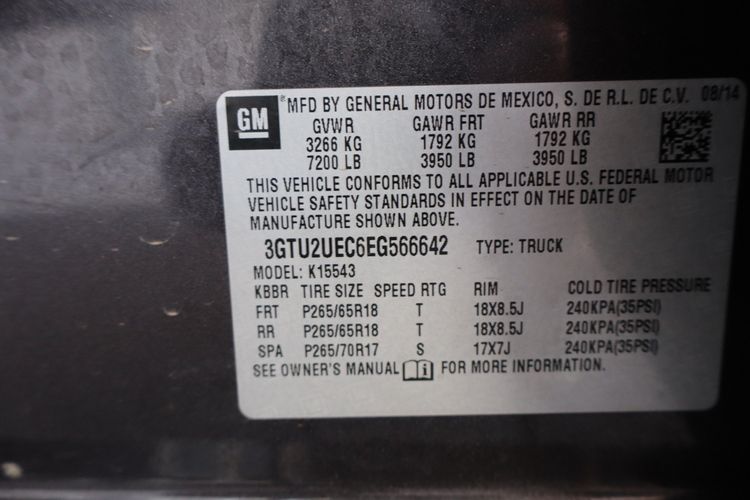 GM ® MFD BY GENERAL MOTORS DE MEXICO, S. DE R.L. DE C.V. 08/14
GVWR GAWR FRT GAWR RR
3266 KG 1792 KG 1792 KG
7200 LB 3950 LB 3950 LB
THIS VEHICLE CONFORMS TO ALL APPLICABLE U.S. FEDERAL MOTOR
VEHICLE SAFETY STANDARDS IN EFFECT ON THE DATE OF
MANUFACTURE SHOWN ABOVE.
3GTU2UEC6EG566642 TYPE: TRUCK
MODEL: K15543
KBBR TIRE SIZE SPEED RTG RIM COLD TIRE PRESSURE
FRT P265/65R18 T 18X8.5J 240KPA(35PSI)
RR P265/65R18 T 18X8.5J 240KPA(35PSI)
SPA P265/70R17 S 17X7J 240KPA(35PSI)
SEE OWNER'S MANUAL i FOR MORE INFORMATION.